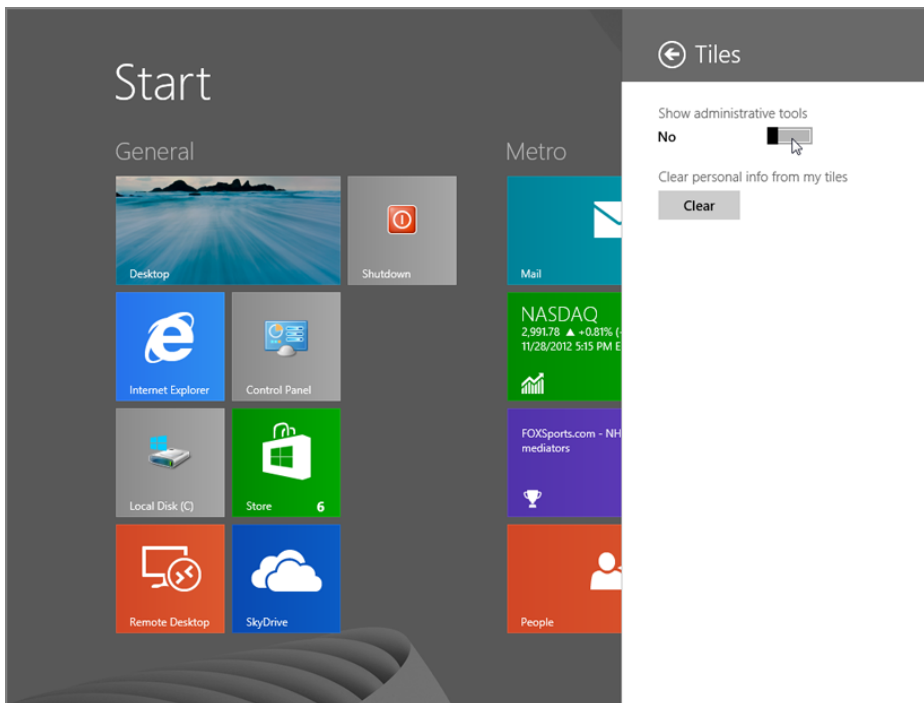 Start
General
Desktop
Shutdown
Internet Explorer
Control Panel
Local Disk (C)
Store
6
Remote Desktop
SkyDrive
Metro
Mail
NASDAQ
2,991.78 ▲ +0.81% (
11/28/2012 5:15 PM E
FOXSports.com - NH
mediators
People
Tiles
Show administrative tools
No
Clear personal info from my tiles
Clear